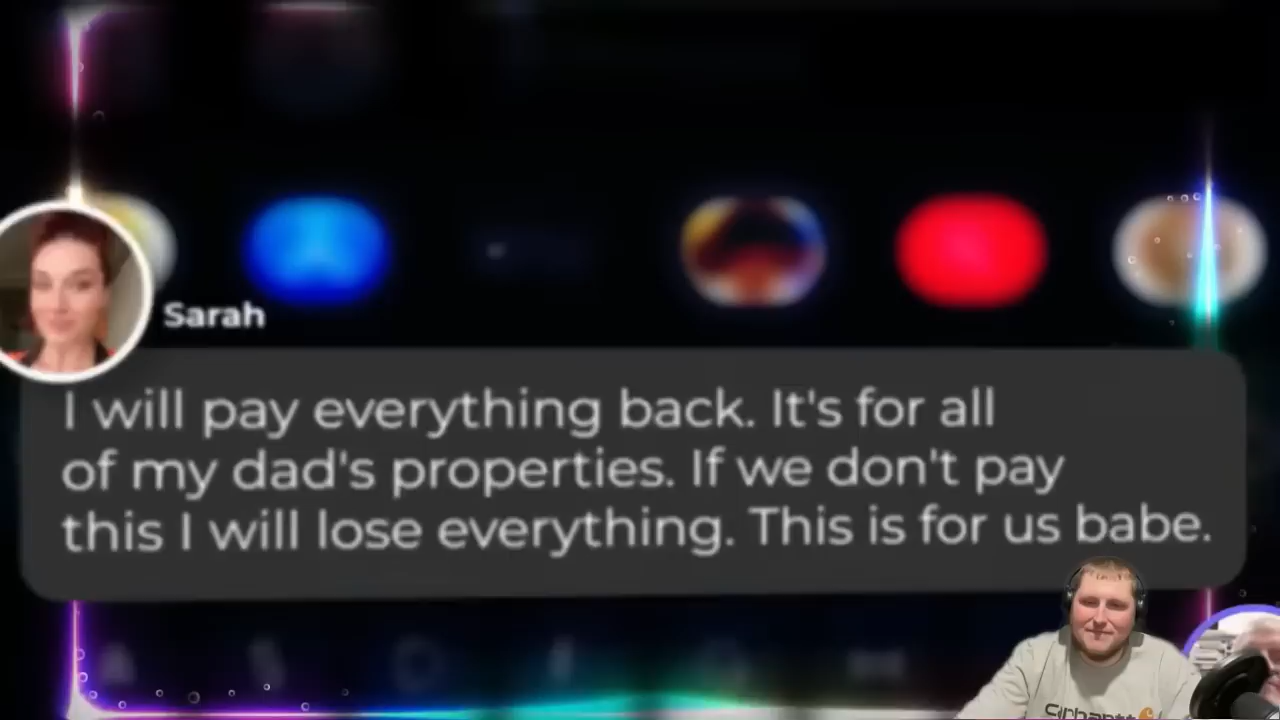 Sarah
I will pay everything back. It's for all
of my dad's properties. If we don't pay
this I will lose everything. This is for us babe.
carhartt